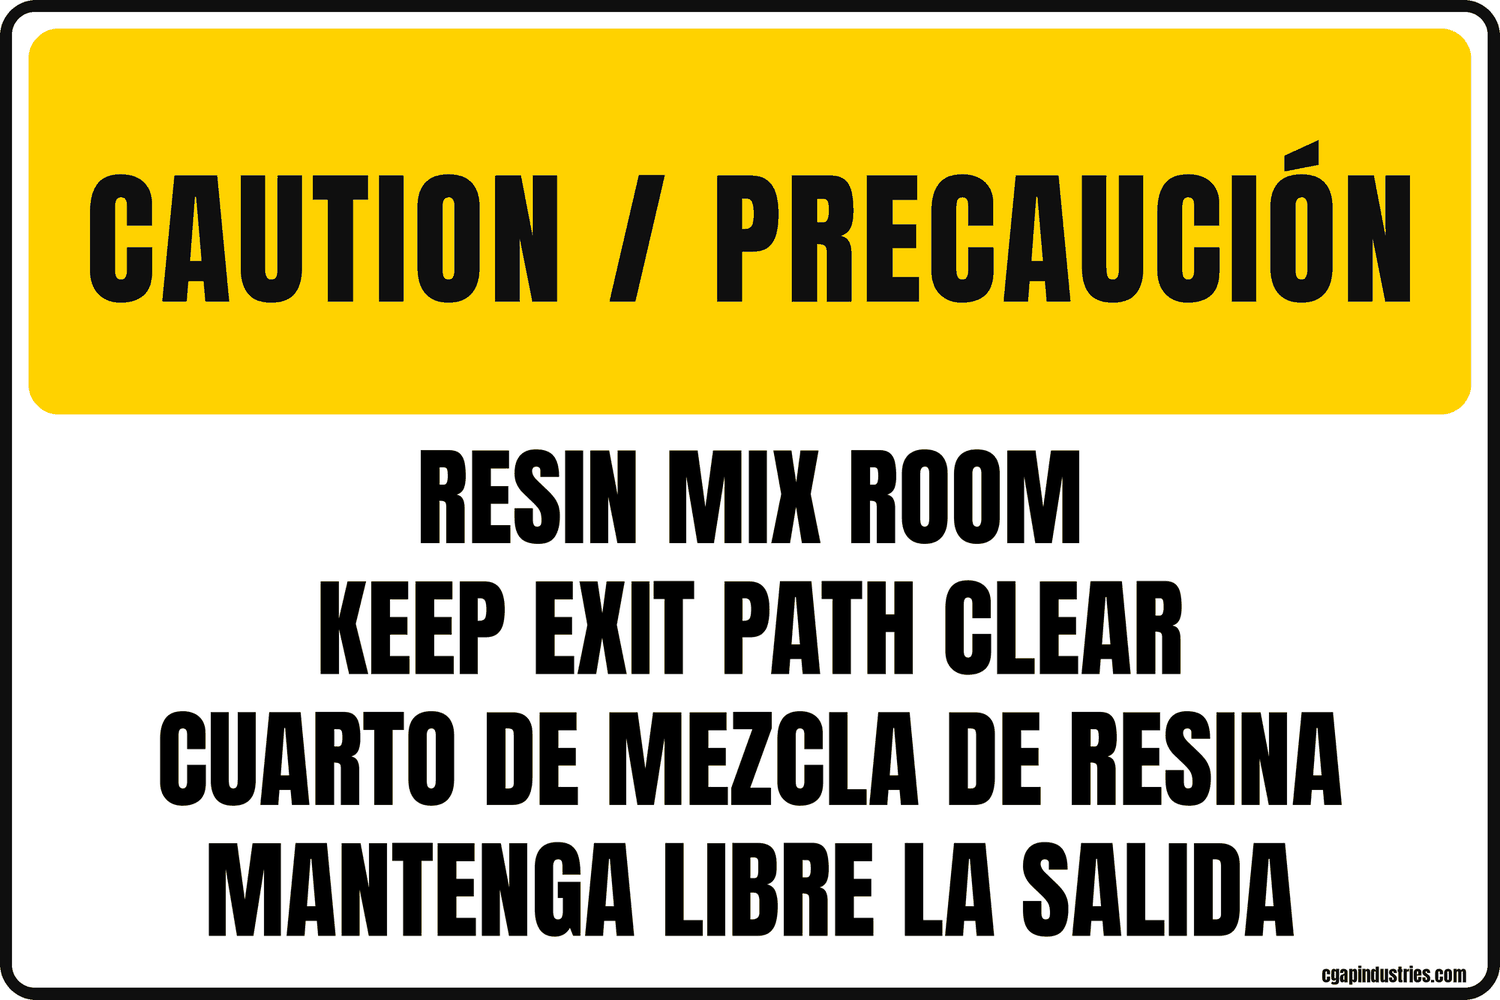 CAUTION / PRECAUCIÓN
RESIN MIX ROOM
KEEP EXIT PATH CLEAR
CUARTO DE MEZCLA DE RESINA
MANTENGA LIBRE LA SALIDA
cgapindustries.com